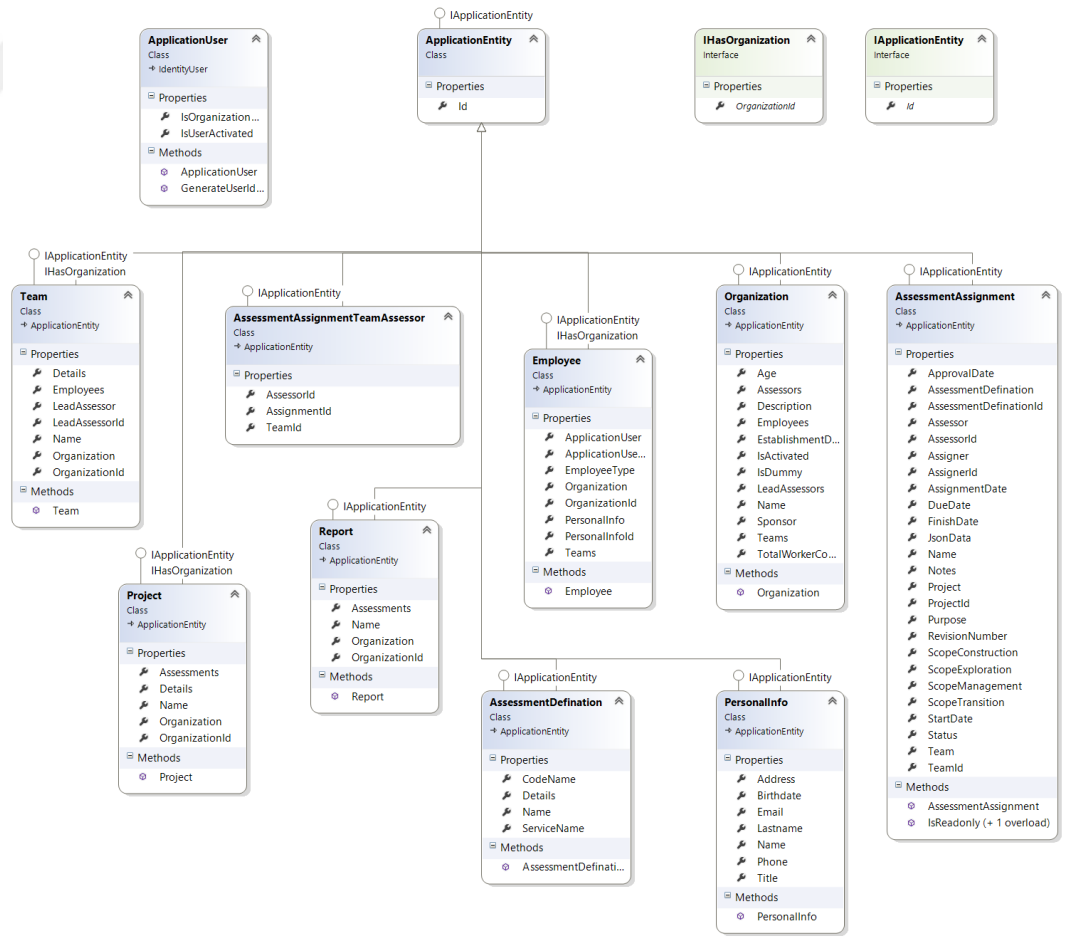 IApplicationEntity
ApplicationUser
Class
IdentityUser
Properties
IsOrganization...
IsUserActivated
Methods
ApplicationUser
GenerateUserId...
ApplicationEntity
Class
Properties
Id
IHasOrganization
Interface
Properties
OrganizationId
IApplicationEntity
Interface
Properties
Id
IApplicationEntity
IHasOrganization
Team
Class
ApplicationEntity
Properties
Details
Employees
LeadAssessor
LeadAssessorId
Name
Organization
OrganizationId
Methods
Team
IApplicationEntity
AssessmentAssignmentTeamAssessor
Class
ApplicationEntity
Properties
AssessorId
AssignmentId
TeamId
IApplicationEntity
IHasOrganization
Employee
Class
ApplicationEntity
Properties
ApplicationUser
ApplicationUse...
EmployeeType
Organization
OrganizationId
PersonalInfo
PersonalInfoId
Teams
Methods
Employee
IApplicationEntity
Organization
Class
ApplicationEntity
Properties
Age
Assessors
Description
Employees
EstablishmentD...
IsActivated
IsDummy
LeadAssessors
Name
Sponsor
Teams
TotalWorkerCo...
Methods
Organization
IApplicationEntity
AssessmentAssignment
Class
ApplicationEntity
Properties
ApprovalDate
AssessmentDefination
AssessmentDefinationId
Assessor
AssessorId
Assigner
AssignerId
AssignmentDate
DueDate
FinishDate
JsonData
Name
Notes
Project
ProjectId
Purpose
RevisionNumber
ScopeConstruction
ScopeExploration
ScopeManagement
ScopeTransition
StartDate
Status
Team
TeamId
Methods
AssessmentAssignment
IsReadonly (+ 1 overload)
IApplicationEntity
IHasOrganization
Project
Class
ApplicationEntity
Properties
Assessments
Details
Name
Organization
OrganizationId
Methods
Project
IApplicationEntity
Report
Class
ApplicationEntity
Properties
Assessments
Name
Organization
OrganizationId
Methods
Report
IApplicationEntity
AssessmentDefination
Class
ApplicationEntity
Properties
CodeName
Details
Name
ServiceName
Methods
AssessmentDefinati...
IApplicationEntity
PersonalInfo
Class
ApplicationEntity
Properties
Address
Birthdate
Email
Lastname
Name
Phone
Title
Methods
PersonalInfo